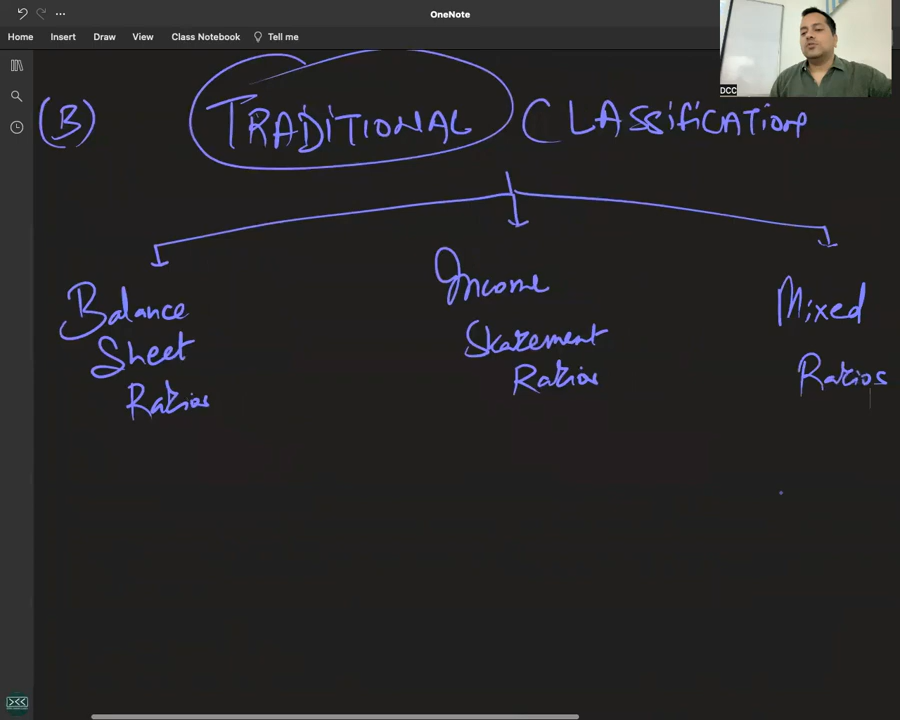 OneNote
Home Insert Draw View Class Notebook Tell me
DCC
(B) TRADITIONAL CLASSIFICATION
Balance
Sheet
Ratios
Income
Statement
Ratios
Mixed
Ratios